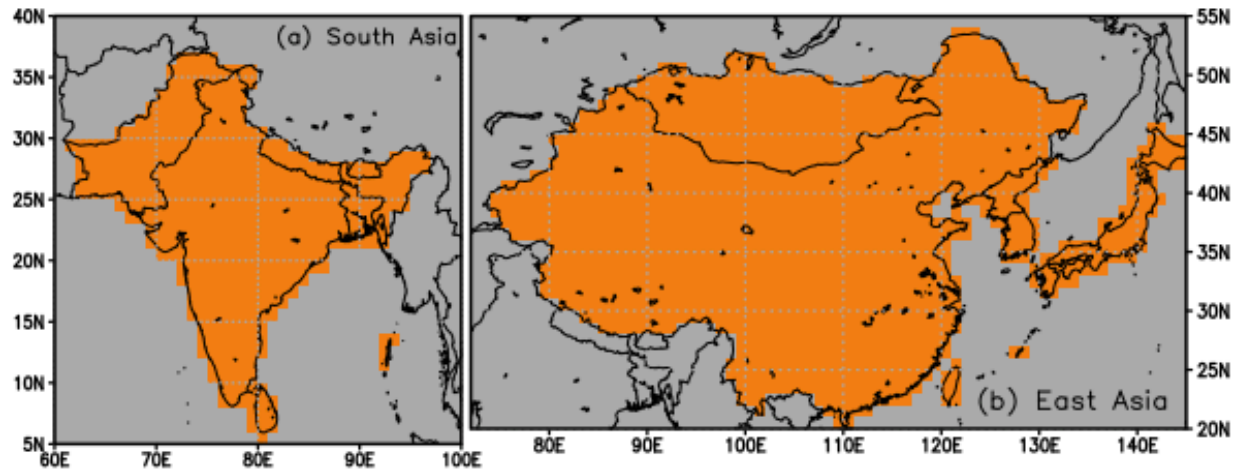 40N
35N
30N
25N
20N
15N
10N
5N
60E 70E 80E 90E 100E
(a) South Asia
55N
50N
45N
40N
35N
30N
25N
20N
80E 90E 100E 110E 120E 130E 140E
(b) East Asia